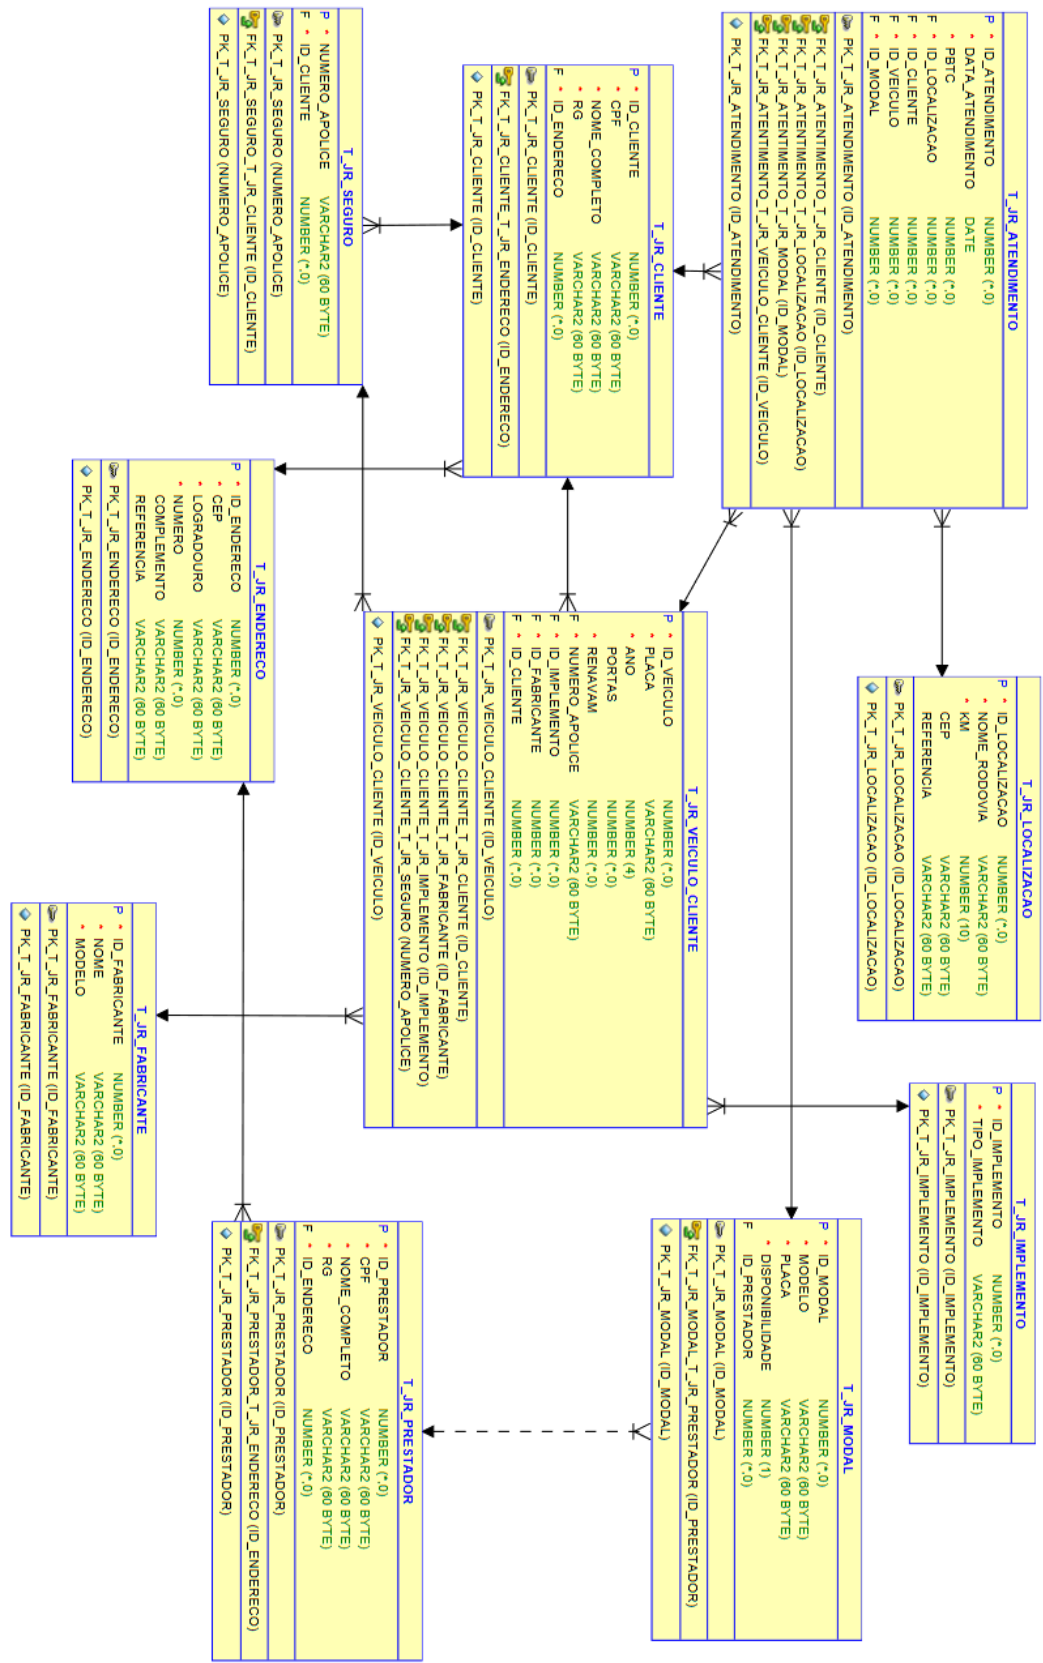 T_JR_ATENDIMENTO
P * ID_ATENDIMENTO NUMBER (*,0)
* DATA_ATENDIMENTO DATE
* PBTC NUMBER (*,0)
F * ID_LOCALIZACAO NUMBER (*,0)
F * ID_CLIENTE NUMBER (*,0)
F * ID_VEICULO NUMBER (*,0)
F * ID_MODAL NUMBER (*,0)
PK_T_JR_ATENDIMENTO (ID_ATENDIMENTO)
FK_T_JR_ATENTIMENTO_T_JR_CLIENTE (ID_CLIENTE)
FK_T_JR_ATENTIMENTO_T_JR_LOCALIZACAO (ID_LOCALIZACAO)
FK_T_JR_ATENTIMENTO_T_JR_MODAL (ID_MODAL)
FK_T_JR_ATENTIMENTO_T_JR_VEICULO_CLIENTE (ID_VEICULO)
PK_T_JR_ATENDIMENTO (ID_ATENDIMENTO)
T_JR_LOCALIZACAO
P * ID_LOCALIZACAO NUMBER (*,0)
* NOME_RODOVIA VARCHAR2 (60 BYTE)
* KM NUMBER (10)
CEP VARCHAR2 (60 BYTE)
REFERENCIA VARCHAR2 (60 BYTE)
PK_T_JR_LOCALIZACAO (ID_LOCALIZACAO)
PK_T_JR_LOCALIZACAO (ID_LOCALIZACAO)
T_JR_IMPLEMENTO
P * ID_IMPLEMENTO NUMBER (*,0)
* TIPO_IMPLEMENTO VARCHAR2 (60 BYTE)
PK_T_JR_IMPLEMENTO (ID_IMPLEMENTO)
PK_T_JR_IMPLEMENTO (ID_IMPLEMENTO)
T_JR_CLIENTE
P * ID_CLIENTE NUMBER (*,0)
* CPF VARCHAR2 (60 BYTE)
* NOME_COMPLETO VARCHAR2 (60 BYTE)
* RG VARCHAR2 (60 BYTE)
F * ID_ENDERECO NUMBER (*,0)
PK_T_JR_CLIENTE (ID_CLIENTE)
FK_T_JR_CLIENTE_T_JR_ENDERECO (ID_ENDERECO)
PK_T_JR_CLIENTE (ID_CLIENTE)
T_JR_VEICULO_CLIENTE
P * ID_VEICULO NUMBER (*,0)
* PLACA VARCHAR2 (60 BYTE)
* ANO NUMBER (4)
PORTAS NUMBER (*,0)
* RENAVAM NUMBER (*,0)
F * NUMERO_APOLICE VARCHAR2 (60 BYTE)
F * ID_IMPLEMENTO NUMBER (*,0)
F * ID_FABRICANTE NUMBER (*,0)
F * ID_CLIENTE NUMBER (*,0)
PK_T_JR_VEICULO_CLIENTE (ID_VEICULO)
FK_T_JR_VEICULO_CLIENTE_T_JR_CLIENTE (ID_CLIENTE)
FK_T_JR_VEICULO_CLIENTE_T_JR_FABRICANTE (ID_FABRICANTE)
FK_T_JR_VEICULO_CLIENTE_T_JR_IMPLEMENTO (ID_IMPLEMENTO)
FK_T_JR_VEICULO_CLIENTE_T_JR_SEGURO (NUMERO_APOLICE)
PK_T_JR_VEICULO_CLIENTE (ID_VEICULO)
T_JR_MODAL
P * ID_MODAL NUMBER (*,0)
* MODELO VARCHAR2 (60 BYTE)
* PLACA VARCHAR2 (60 BYTE)
* DISPONIBILIDADE NUMBER (1)
F ID_PRESTADOR NUMBER (*,0)
PK_T_JR_MODAL (ID_MODAL)
FK_T_JR_MODAL_T_JR_PRESTADOR (ID_PRESTADOR)
PK_T_JR_MODAL (ID_MODAL)
T_JR_SEGURO
P * NUMERO_APOLICE VARCHAR2 (60 BYTE)
F * ID_CLIENTE NUMBER (*,0)
PK_T_JR_SEGURO (NUMERO_APOLICE)
FK_T_JR_SEGURO_T_JR_CLIENTE (ID_CLIENTE)
PK_T_JR_SEGURO (NUMERO_APOLICE)
T_JR_ENDERECO
P * ID_ENDERECO NUMBER (*,0)
* CEP VARCHAR2 (60 BYTE)
* LOGRADOURO VARCHAR2 (60 BYTE)
* NUMERO NUMBER (*,0)
COMPLEMENTO VARCHAR2 (60 BYTE)
REFERENCIA VARCHAR2 (60 BYTE)
PK_T_JR_ENDERECO (ID_ENDERECO)
PK_T_JR_ENDERECO (ID_ENDERECO)
T_JR_FABRICANTE
P * ID_FABRICANTE NUMBER (*,0)
* NOME VARCHAR2 (60 BYTE)
* MODELO VARCHAR2 (60 BYTE)
PK_T_JR_FABRICANTE (ID_FABRICANTE)
PK_T_JR_FABRICANTE (ID_FABRICANTE)
T_JR_PRESTADOR
P * ID_PRESTADOR NUMBER (*,0)
* CPF VARCHAR2 (60 BYTE)
* NOME_COMPLETO VARCHAR2 (60 BYTE)
* RG VARCHAR2 (60 BYTE)
F * ID_ENDERECO NUMBER (*,0)
PK_T_JR_PRESTADOR (ID_PRESTADOR)
FK_T_JR_PRESTADOR_T_JR_ENDERECO (ID_ENDERECO)
PK_T_JR_PRESTADOR (ID_PRESTADOR)